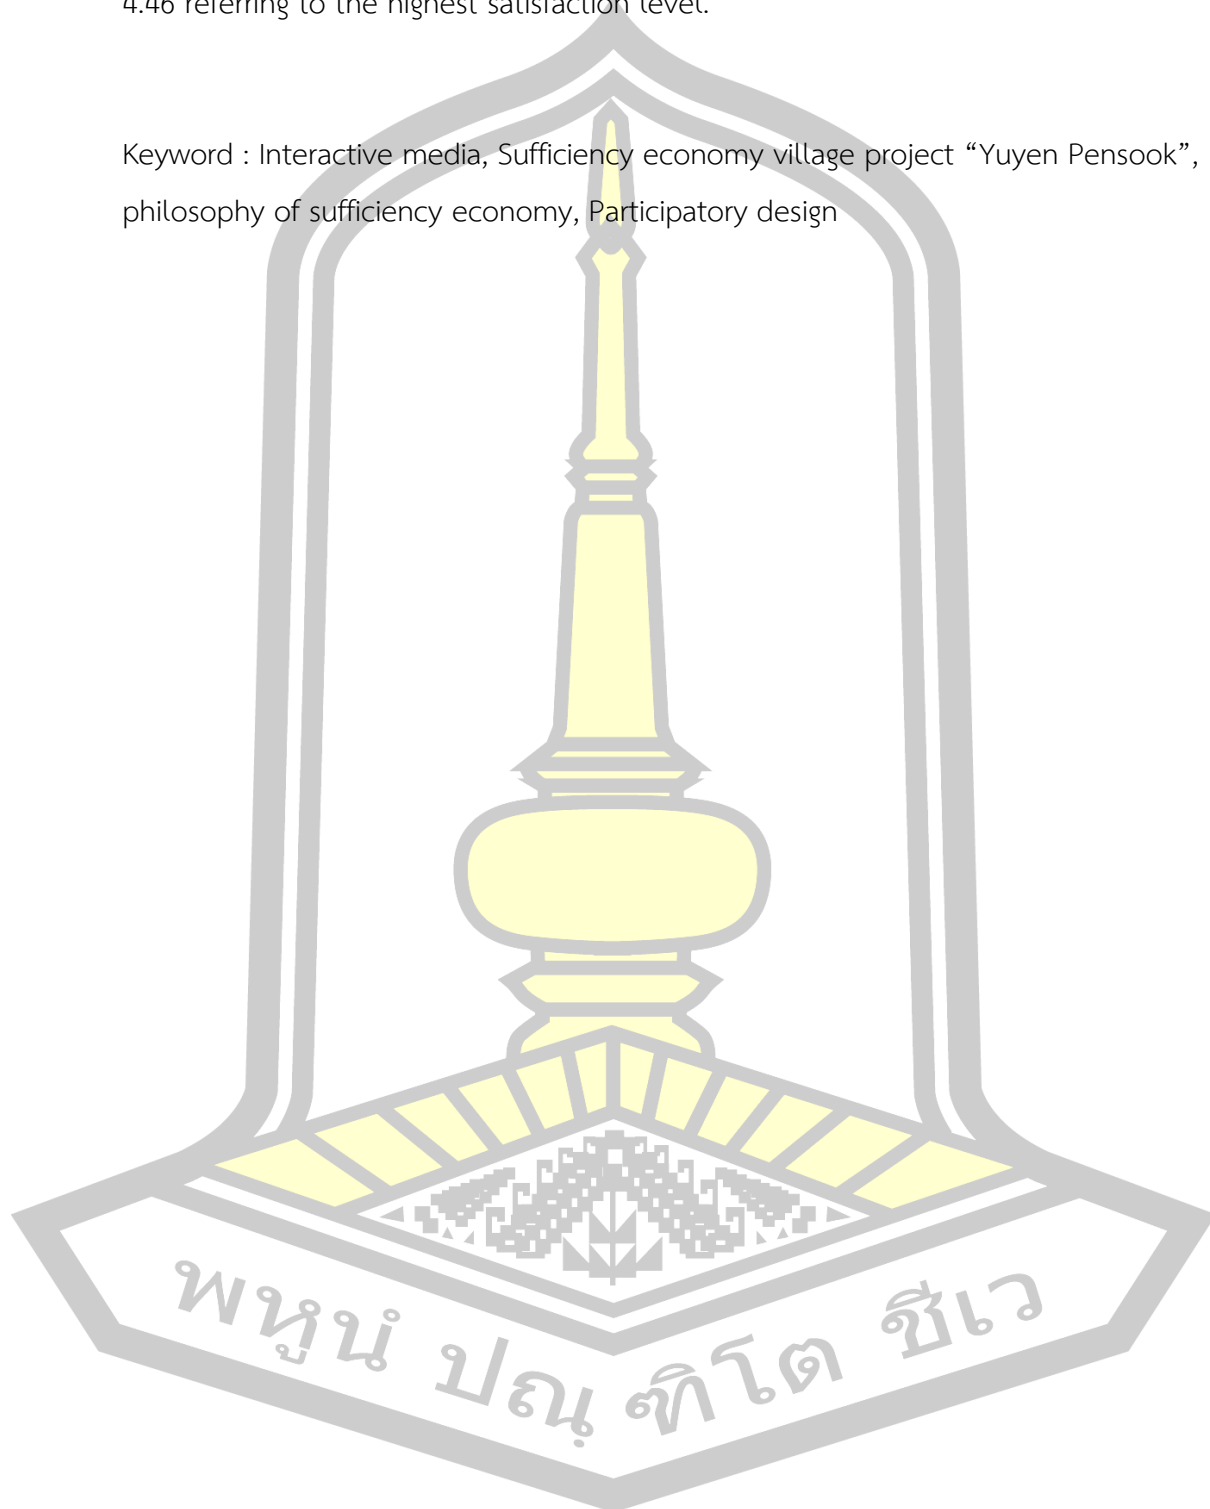 4.46 referring to the highest satisfaction level.
Keyword : Interactive media, Sufficiency economy village project “Yuyen Pensook”,
philosophy of sufficiency economy, Participatory design
พหูนํ ปณฺ ฑิโต ชีเว